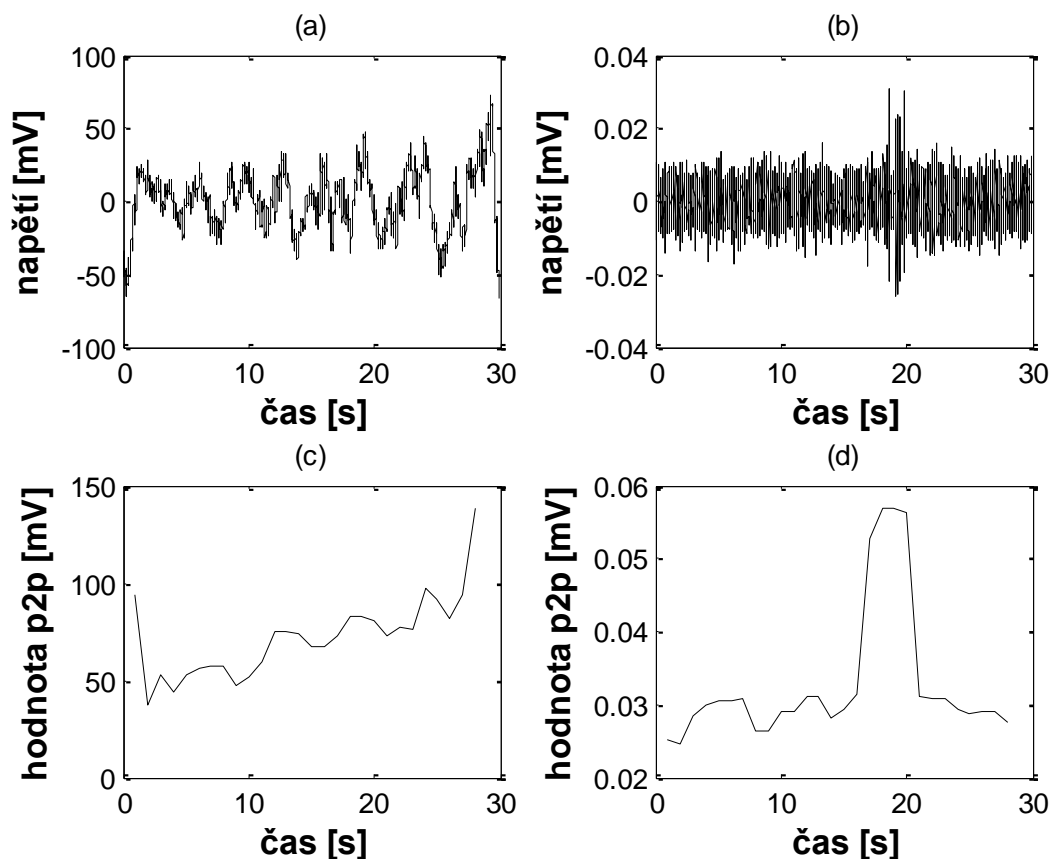 (a)
100
50
0
-50
-100
napětí [mV]
0 10 20 30
čas [s]
(b)
0.04
0.02
0
-0.02
-0.04
napětí [mV]
0 10 20 30
čas [s]
(c)
150
100
50
0
hodnota p2p [mV]
0 10 20 30
čas [s]
(d)
0.06
0.05
0.04
0.03
0.02
hodnota p2p [mV]
0 10 20 30
čas [s]